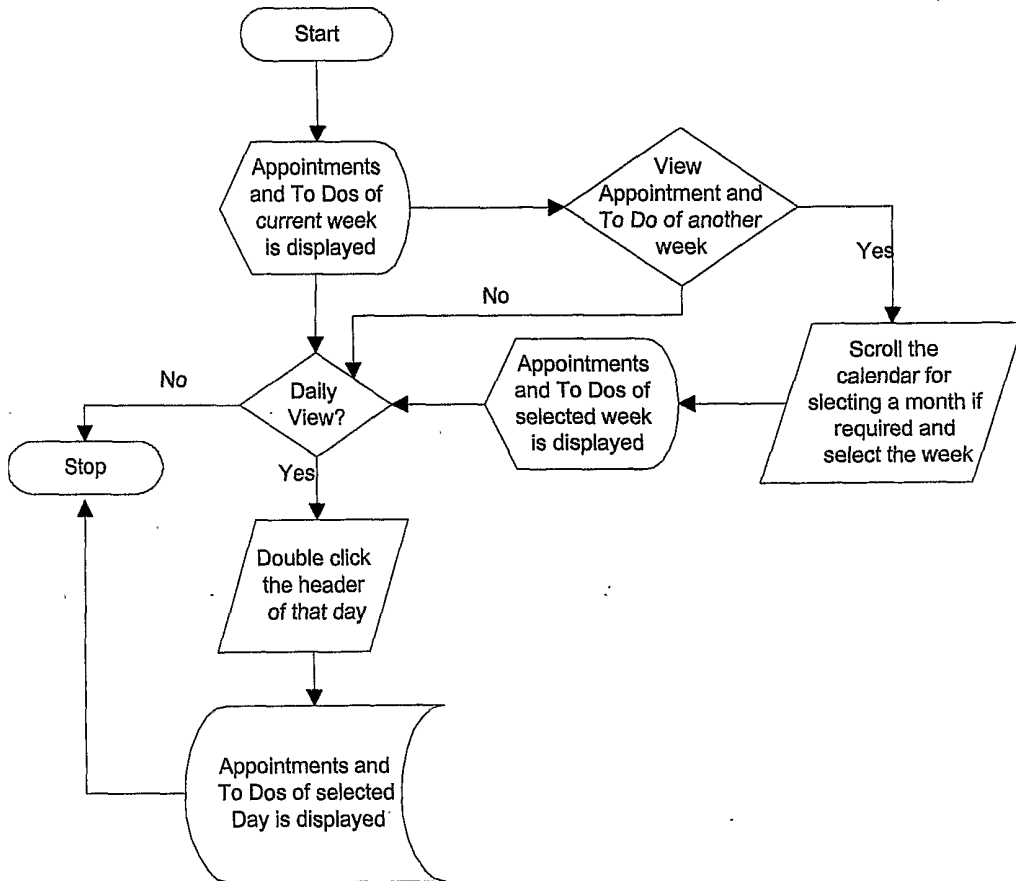 Start
Appointments
and To Dos of
current week
is displayed
View
Appointment and
To Do of another
week
Yes
No
Scroll the
calendar for
slecting a month if
required and
select the week
Appointments
and To Dos of
selected week
is displayed
Daily
View?
No
Stop
Yes
Double click
the header
of that day
Appointments and
To Dos of selected
Day is displayed